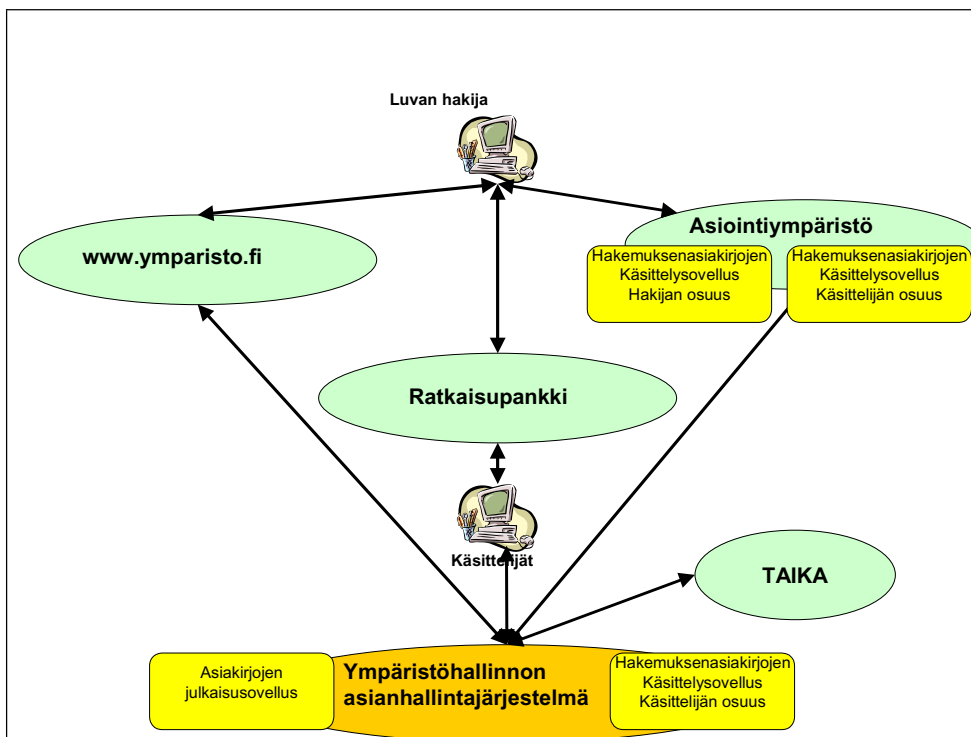 Luvan hakija
www.ymparisto.fi
Asiointiympäristö
Hakemuksenasiakirjojen
Käsittelysovellus
Hakijan osuus
Hakemuksenasiakirjojen
Käsittelysovellus
Käsittelijän osuus
Ratkaisupankki
Käsittelijät
TAIKA
Asiakirjojen
julkaisusovellus
Ympäristöhallinnon
asianhallintajärjestelmä
Hakemuksenasiakirjojen
Käsittelysovellus
Käsittelijän osuus